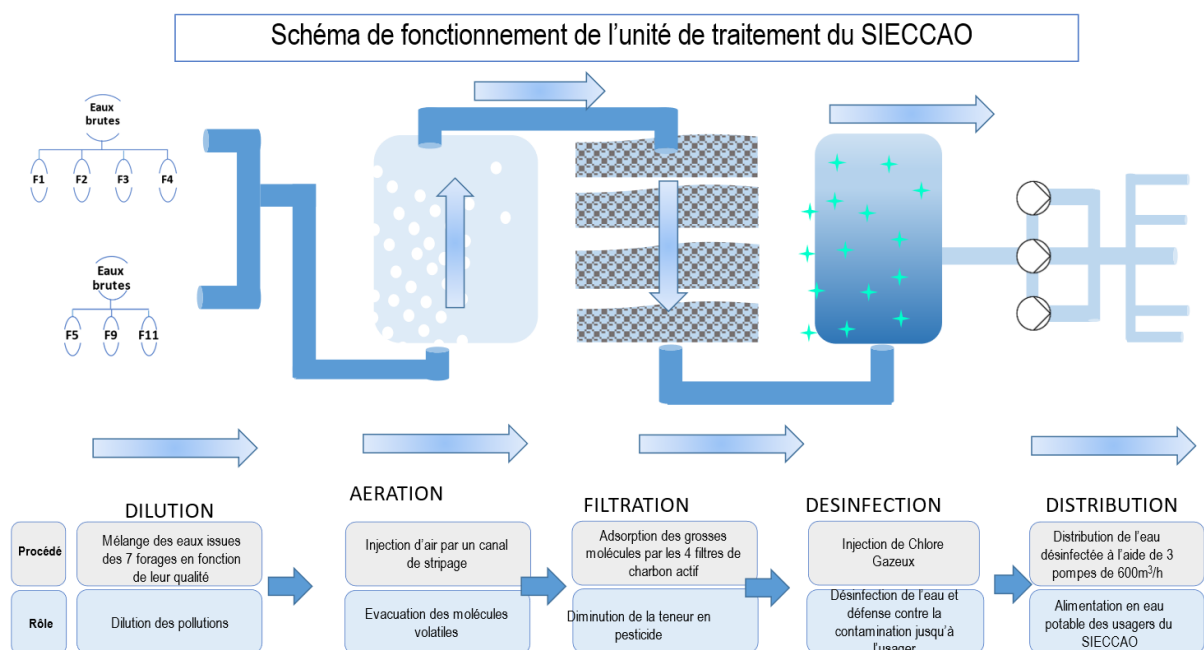 Schéma de fonctionnement de l'unité de traitement du SIECCAO
Eaux
brutes
F1 F2 F3 F4
Eaux
brutes
F5 F9 F11
DILUTION
AERATION
FILTRATION
DESINFECTION
DISTRIBUTION
Procédé
Mélange des eaux issues
des 7 forages en fonction
de leur qualité
Injection d'air par un canal
de stripage
Adsorption des grosses
molécules par les 4 filtres de
charbon actif
Injection de Chlore
Gazeux
Distribution de l'eau
désinfectée à l'aide de 3
pompes de 600m³/h
Rôle
Dilution des pollutions
Evacuation des molécules
volatiles
Diminution de la teneur en
pesticide
Désinfection de l'eau et
défense contre la
contamination jusqu'à
l'usager
Alimentation en eau
potable des usagers du
SIECCAO